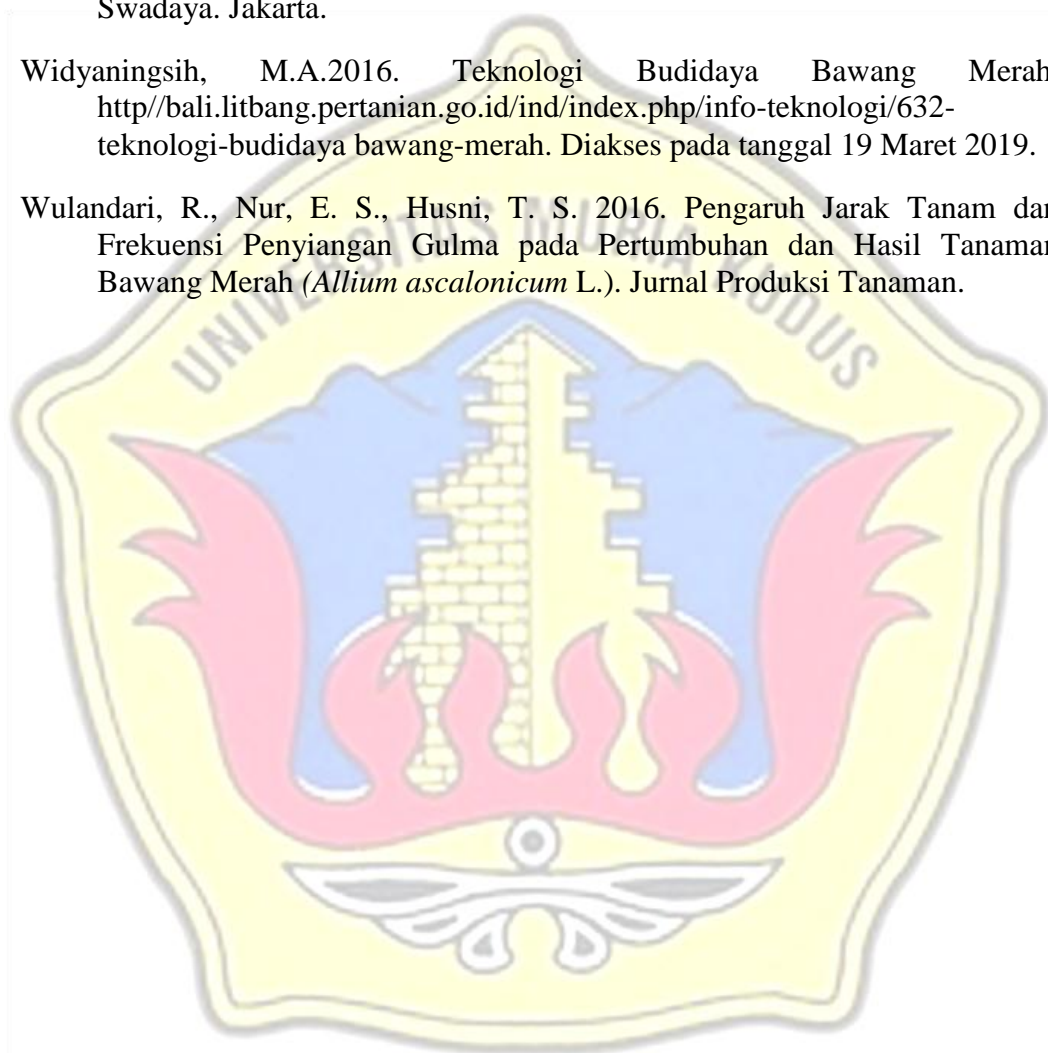 Swadaya. Jakarta.
Widyaningsih, M.A.2016. Teknologi Budidaya Bawang Merah
http//bali.litbang.pertanian.go.id/ind/index.php/info-teknologi/632-
teknologi-budidaya bawang-merah. Diakses pada tanggal 19 Maret 2019.
Wulandari, R., Nur, E. S., Husni, T. S. 2016. Pengaruh Jarak Tanam dan
Frekuensi Penyiangan Gulma pada Pertumbuhan dan Hasil Tanaman
Bawang Merah (Allium ascalonicum L.). Jurnal Produksi Tanaman.
UNIVERSITAS MURIA KUDUS